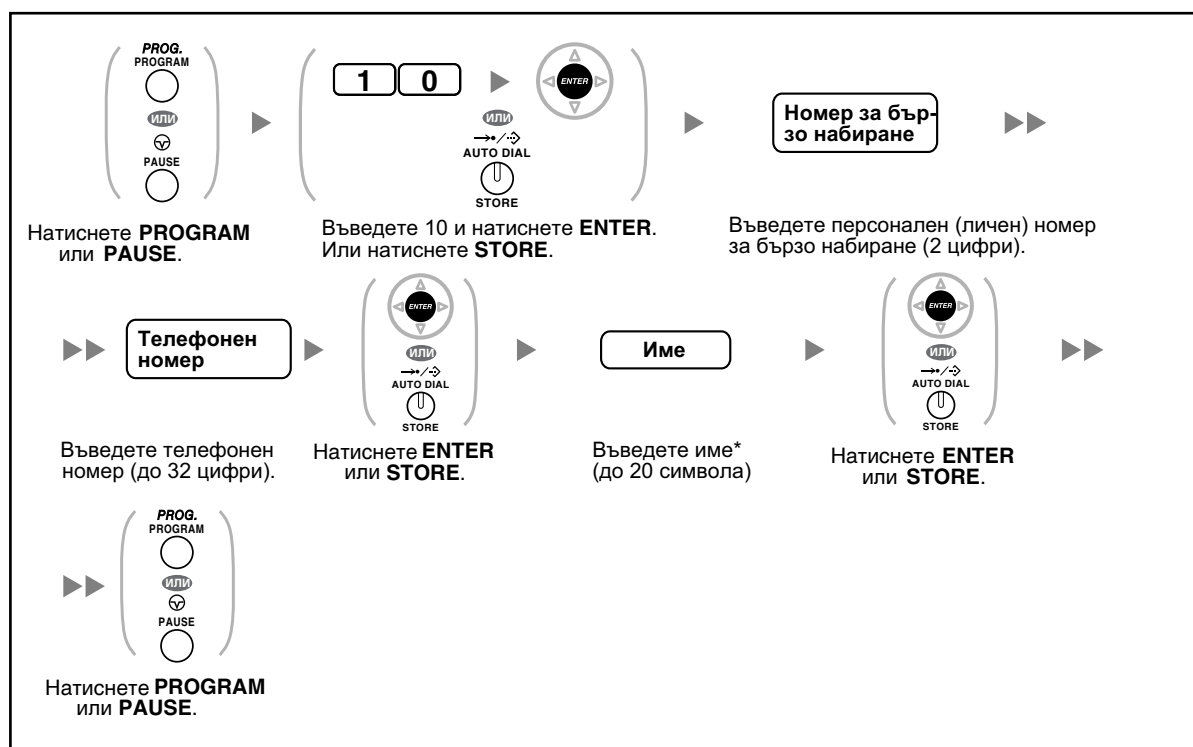 PROG.
PROGRAM
ИЛИ
PAUSE
Натиснете PROGRAM
или PAUSE.
1 0
ENTER
ИЛИ
AUTO DIAL
STORE
Въведете 10 и натиснете ENTER.
Или натиснете STORE.
Номер за бър-
зо набиране
Въведете персонален (личен) номер
за бързо набиране (2 цифри).
Телефонен
номер
Въведете телефонен
номер (до 32 цифри).
ENTER
ИЛИ
AUTO DIAL
STORE
Натиснете ENTER
или STORE.
Име
Въведете име*
(до 20 символа)
ENTER
ИЛИ
AUTO DIAL
STORE
Натиснете ENTER
или STORE.
PROG.
PROGRAM
ИЛИ
PAUSE
Натиснете PROGRAM
или PAUSE.